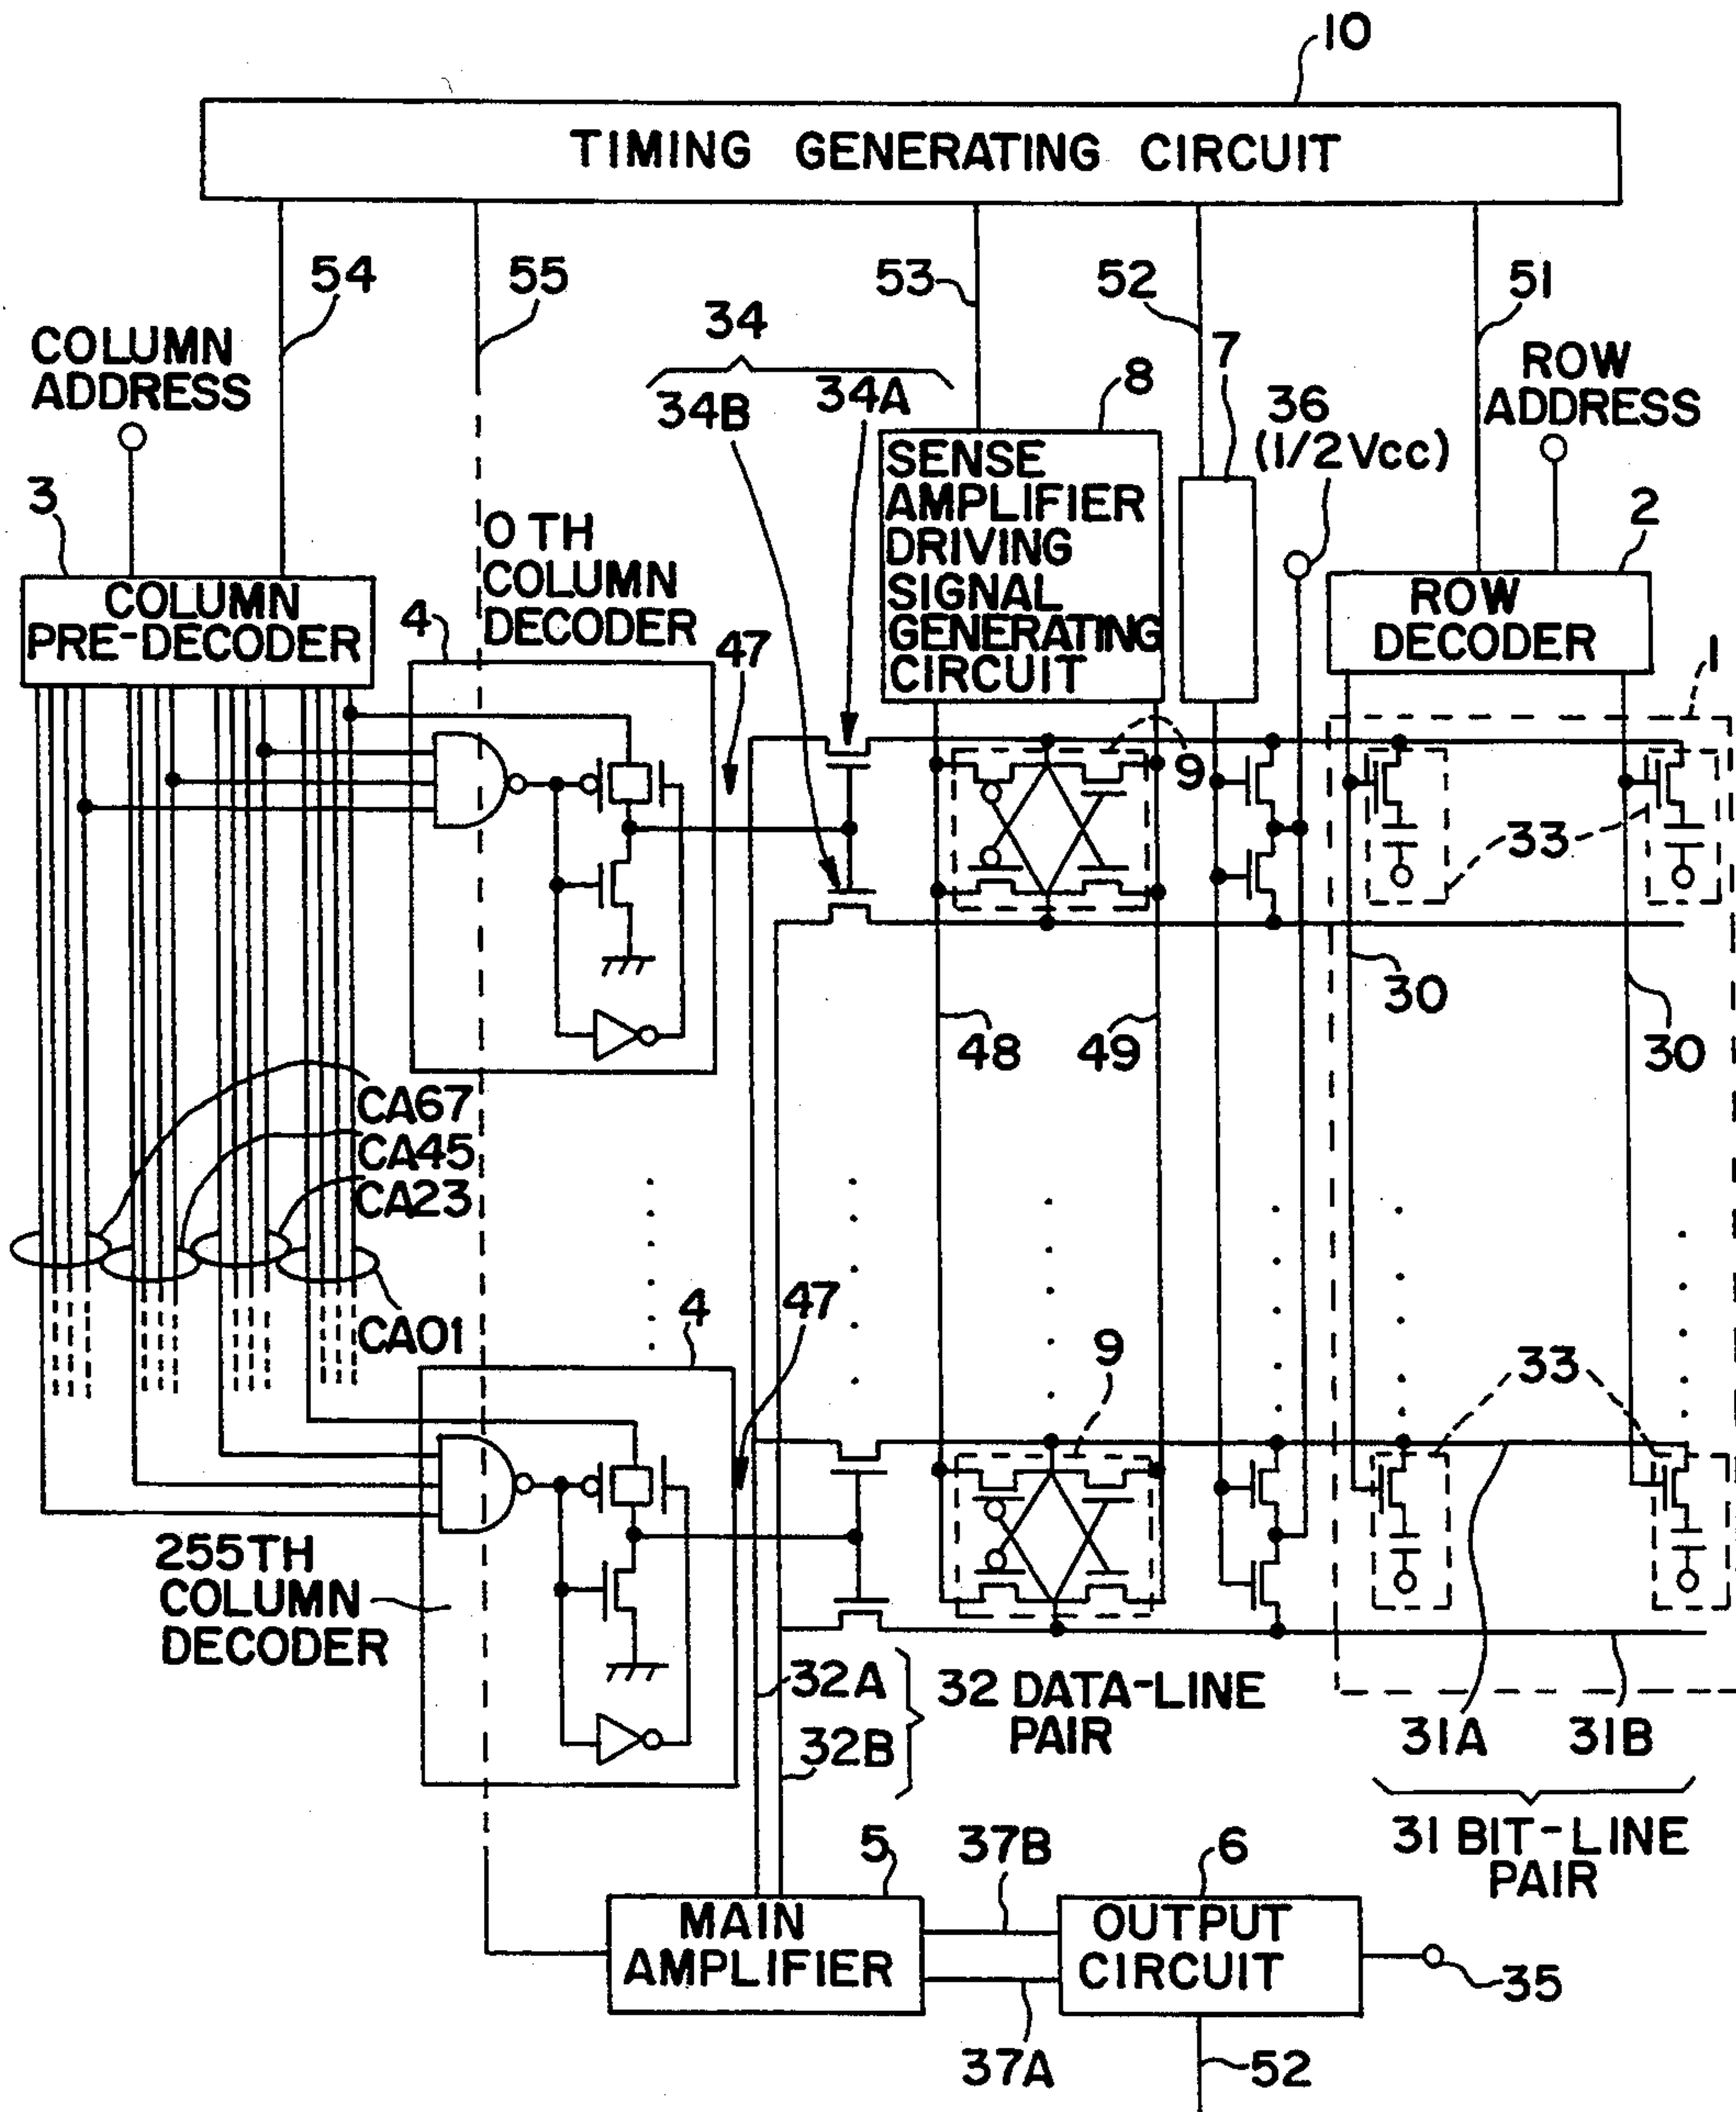 10
TIMING GENERATING CIRCUIT
54
55
53
52
51
COLUMN
ADDRESS
34
34B
34A
8
7
36
(1/2 Vcc)
ROW
ADDRESS
3
0 TH
COLUMN
DECODER
SENSE
AMPLIFIER
DRIVING
SIGNAL
GENERATING
CIRCUIT
2
COLUMN
PRE-DECODER
4
47
ROW
DECODER
1
9
33
30
48
49
30
CA67
CA45
CA23
CA01
4
47
9
33
255TH
COLUMN
DECODER
32A
32B
32 DATA-LINE
PAIR
31A
31B
31 BIT-LINE
PAIR
5
37B
6
MAIN
AMPLIFIER
OUTPUT
CIRCUIT
35
37A
52